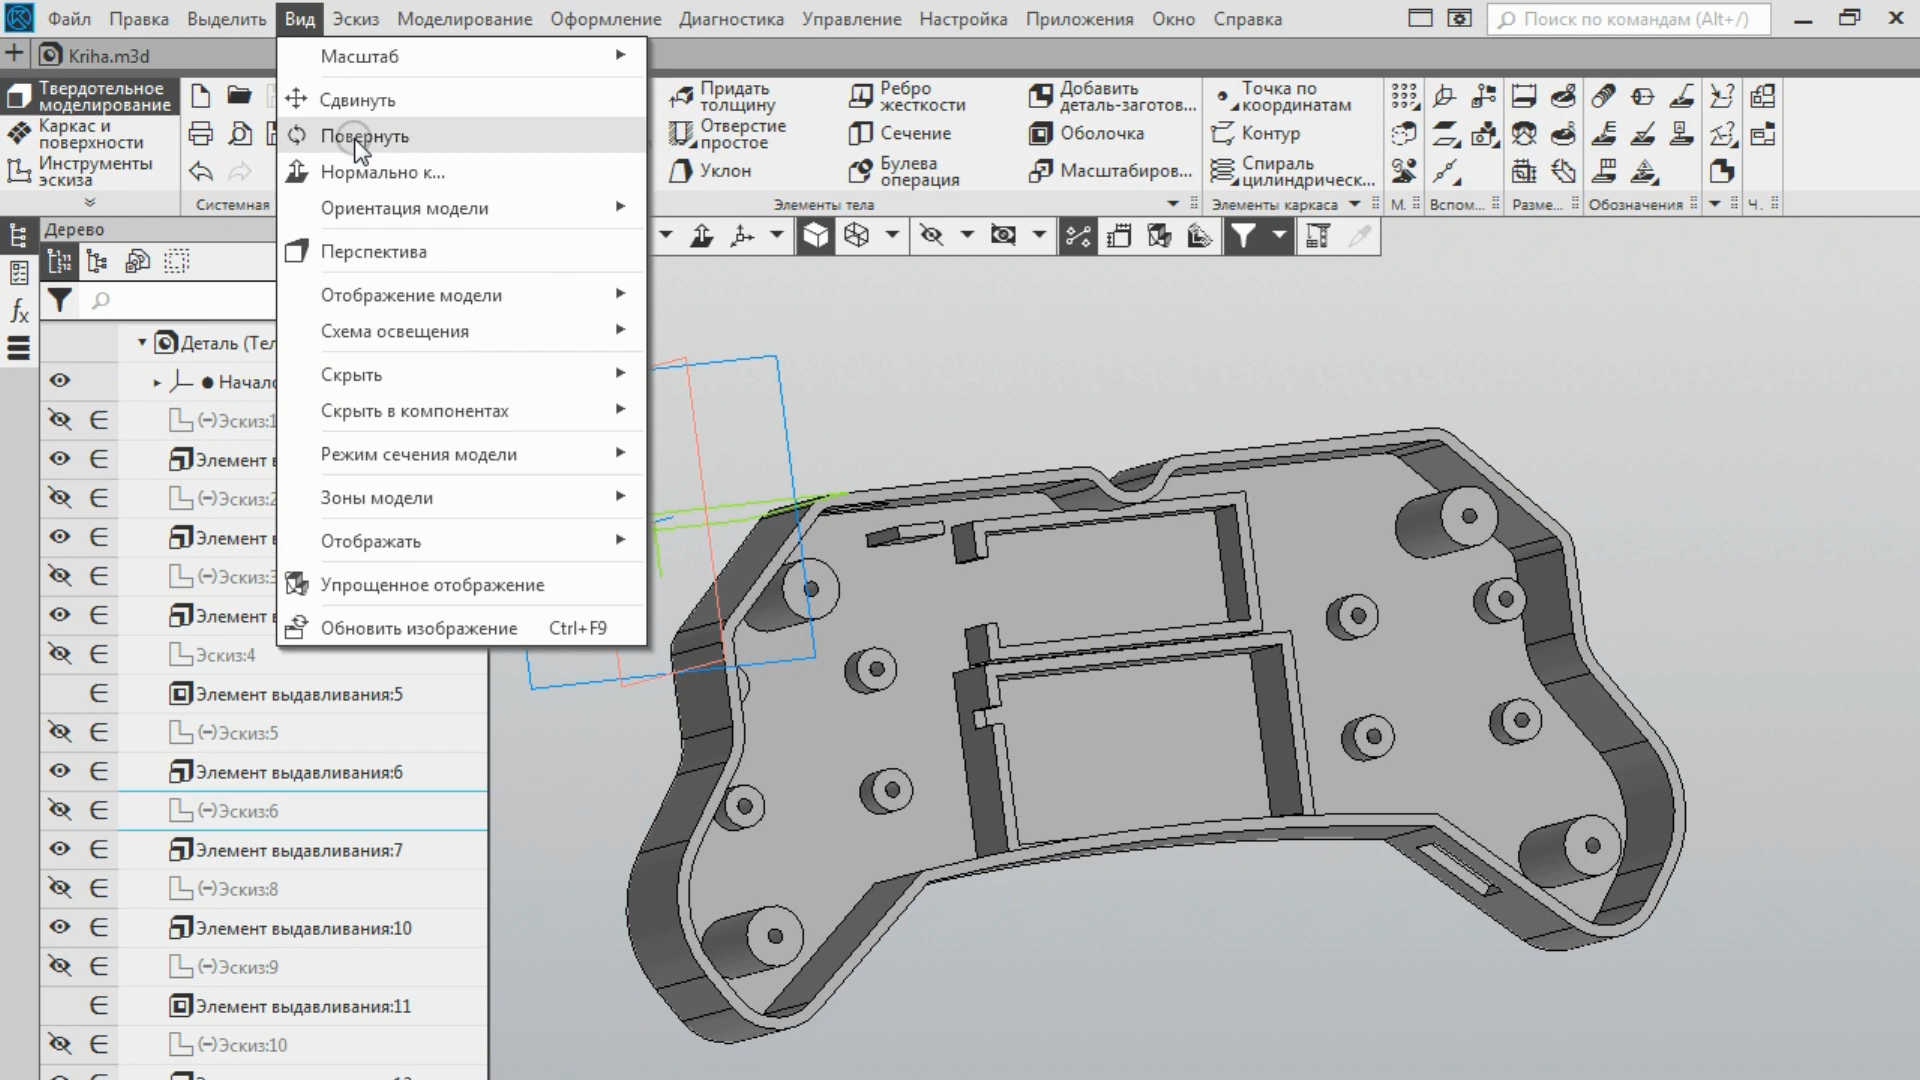 Файл Правка Выделить Вид Эскиз Моделирование Оформление Диагностика Управление Настройка Приложения Окно Справка Поиск по командам (Alt+/)
Kriha.m3d
Твердотельное моделирование
Каркас и поверхности
Инструменты эскиза
Системная
Придать толщину
Отверстие простое
Уклон
Ребро жесткости
Сечение
Булева операция
Добавить деталь-заготов...
Оболочка
Масштабиров...
Элементы тела
Точка по координатам
Контур
Спираль цилиндрическ...
Элементы каркаса
М.
Вспом...
Разме...
Обозначения
Ч.
Масштаб
Сдвинуть
Повернуть
Нормально к...
Ориентация модели
Перспектива
Отображение модели
Схема освещения
Скрыть
Скрыть в компонентах
Режим сечения модели
Зоны модели
Отображать
Упрощенное отображение
Обновить изображение Ctrl+F9
Дерево
Деталь (Тел
Начало
(-)Эскиз:1
Элемент в
(-)Эскиз:2
Элемент в
(-)Эскиз:3
Элемент в
Эскиз:4
Элемент выдавливания:5
(-)Эскиз:5
Элемент выдавливания:6
(-)Эскиз:6
Элемент выдавливания:7
(-)Эскиз:8
Элемент выдавливания:10
(-)Эскиз:9
Элемент выдавливания:11
(-)Эскиз:10